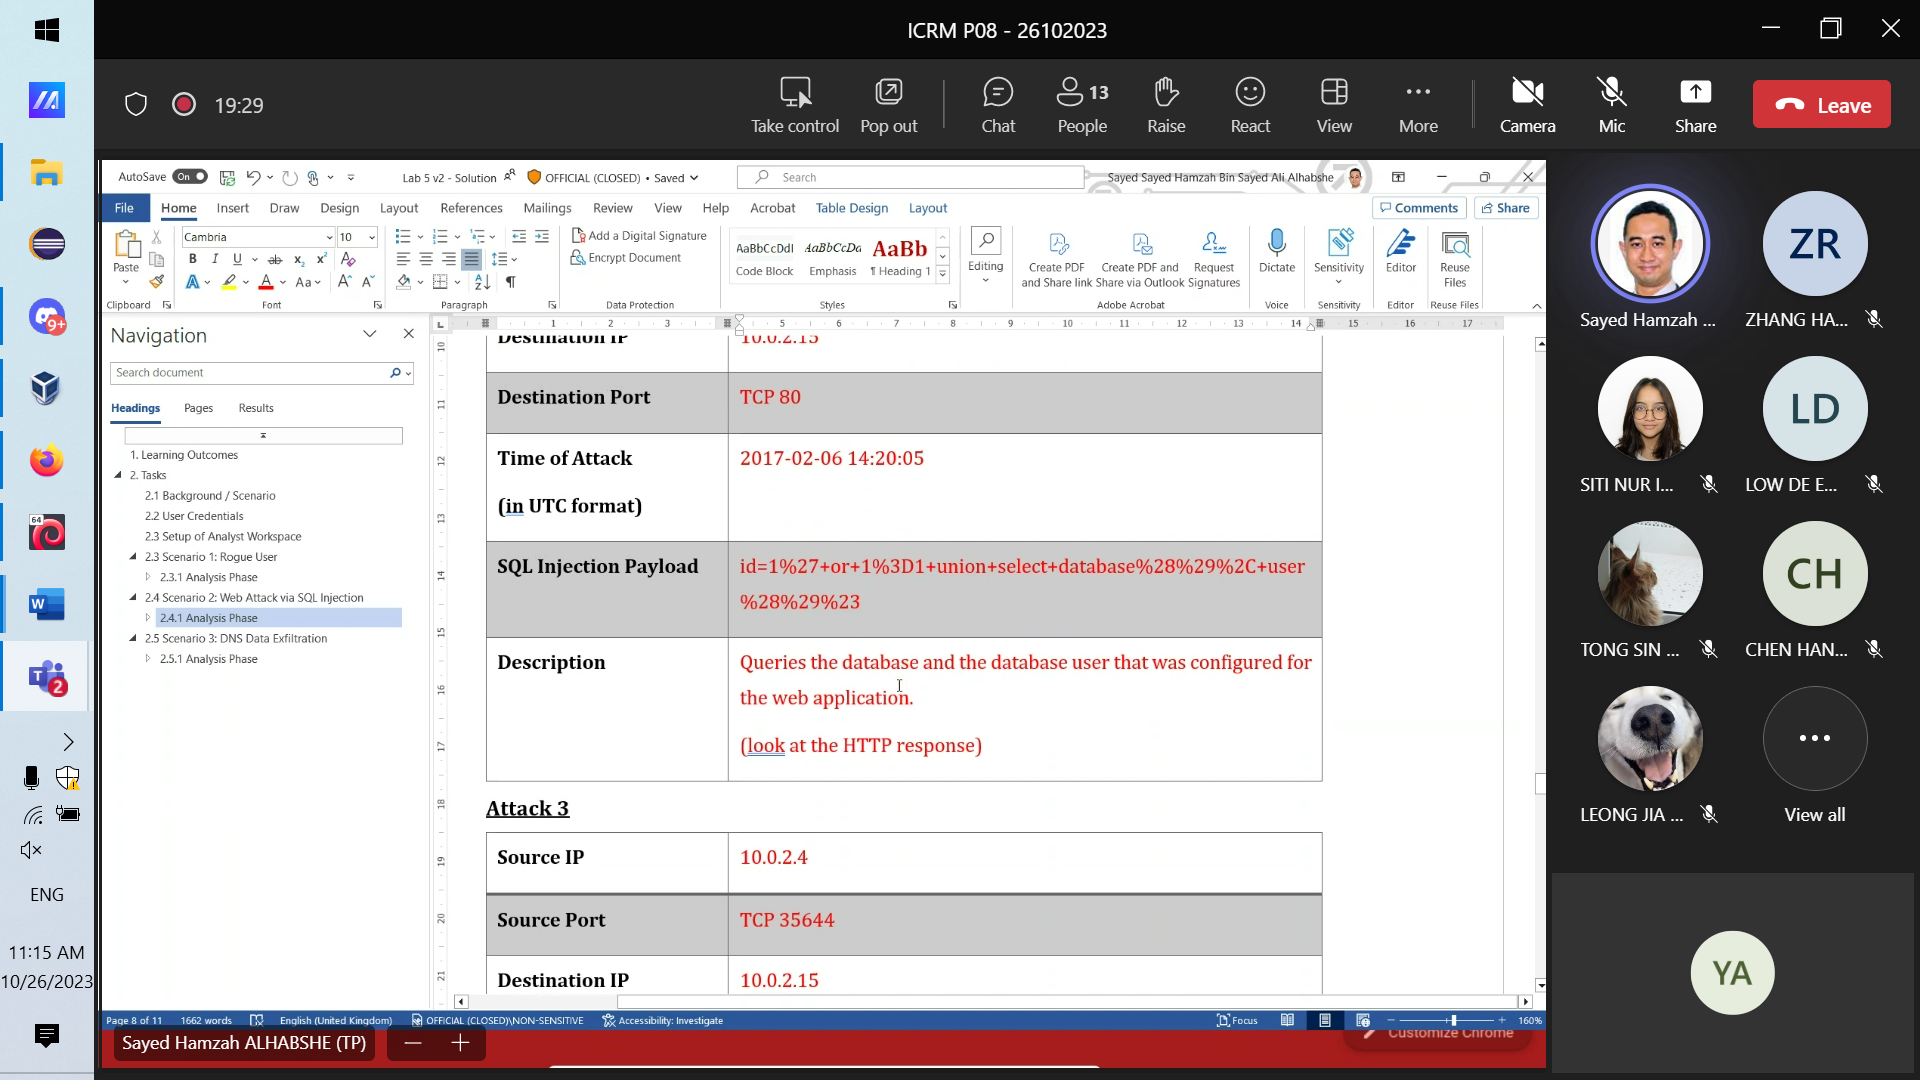 ICRM P08 - 26102023
19:29
Take control
Pop out
Chat
13
People
Raise
React
View
More
Camera
Mic
Share
Leave
AutoSave On
Lab 5 v2 - Solution
OFFICIAL (CLOSED) • Saved
Search
Sayed Sayed Hamzah Bin Sayed Ali Alhabshe
File Home Insert Draw Design Layout References Mailings Review View Help Acrobat Table Design Layout
Comments
Share
Paste
Clipboard
Cambria
10
Font
Paragraph
Add a Digital Signature
Encrypt Document
Data Protection
AaBbCcDdI
Code Block
AaBbCcDa
Emphasis
AaBb
¶ Heading 1
Styles
Editing
Create PDF and Share link
Create PDF and Share via Outlook
Request Signatures
Adobe Acrobat
Dictate
Voice
Sensitivity
Sensitivity
Editor
Editor
Reuse Files
Reuse Files
Navigation
Search document
Headings Pages Results
1. Learning Outcomes
2. Tasks
2.1 Background / Scenario
2.2 User Credentials
2.3 Setup of Analyst Workspace
2.3 Scenario 1: Rogue User
2.3.1 Analysis Phase
2.4 Scenario 2: Web Attack via SQL Injection
2.4.1 Analysis Phase
2.5 Scenario 3: DNS Data Exfiltration
2.5.1 Analysis Phase
Destination IP 10.0.2.15
Destination Port TCP 80
Time of Attack 2017-02-06 14:20:05
(in UTC format)
SQL Injection Payload id=1%27+or+1%3D1+union+select+database%28%29%2C+user
%28%29%23
Description Queries the database and the database user that was configured for
the web application.
(look at the HTTP response)
Attack 3
Source IP 10.0.2.4
Source Port TCP 35644
Destination IP 10.0.2.15
Page 8 of 11 1662 words English (United Kingdom) OFFICIAL (CLOSED)\NON-SENSITIVE Accessibility: Investigate
Focus
160%
Sayed Hamzah ALHABSHE (TP)
Customize Chrome
Sayed Hamzah ...
ZR
ZHANG HA...
SITI NUR I...
LD
LOW DE E...
TONG SIN ...
CH
CHEN HAN...
LEONG JIA ...
View all
YA
9+
64
W
T
2
ENG
11:15 AM
10/26/2023